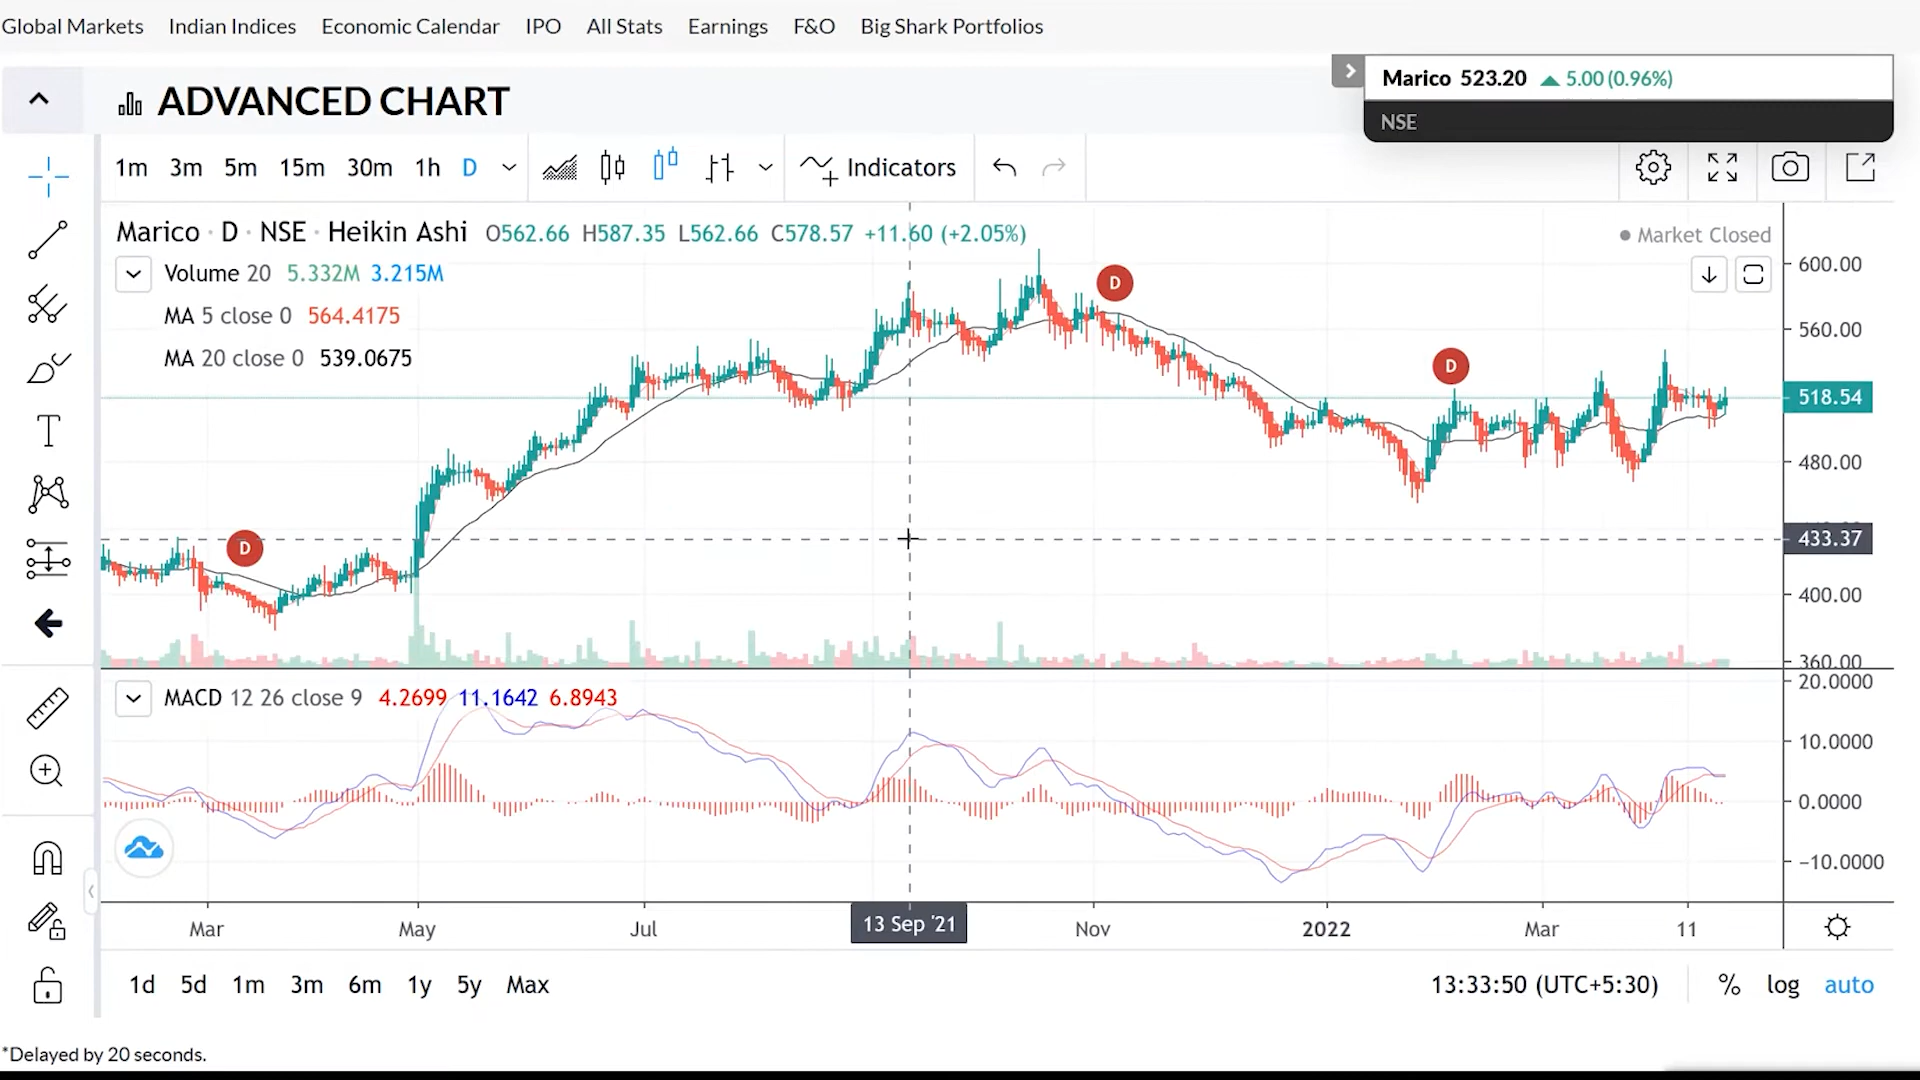 Global Markets Indian Indices Economic Calendar IPO All Stats Earnings F&O Big Shark Portfolios
Marico 523.20 5.00 (0.96%)
NSE
ADVANCED CHART
1m 3m 5m 15m 30m 1h D Indicators
Marico · D · NSE · Heikin Ashi O562.66 H587.35 L562.66 C578.57 +11.60 (+2.05%)
Market Closed
Volume 20 5.332M 3.215M
MA 5 close 0 564.4175
MA 20 close 0 539.0675
D
D
D
T
600.00
560.00
518.54
480.00
433.37
400.00
360.00
MACD 12 26 close 9 4.2699 11.1642 6.8943
20.0000
10.0000
0.0000
−10.0000
Mar May Jul 13 Sep '21 Nov 2022 Mar 11
1d 5d 1m 3m 6m 1y 5y Max 13:33:50 (UTC+5:30) % log auto
*Delayed by 20 seconds.